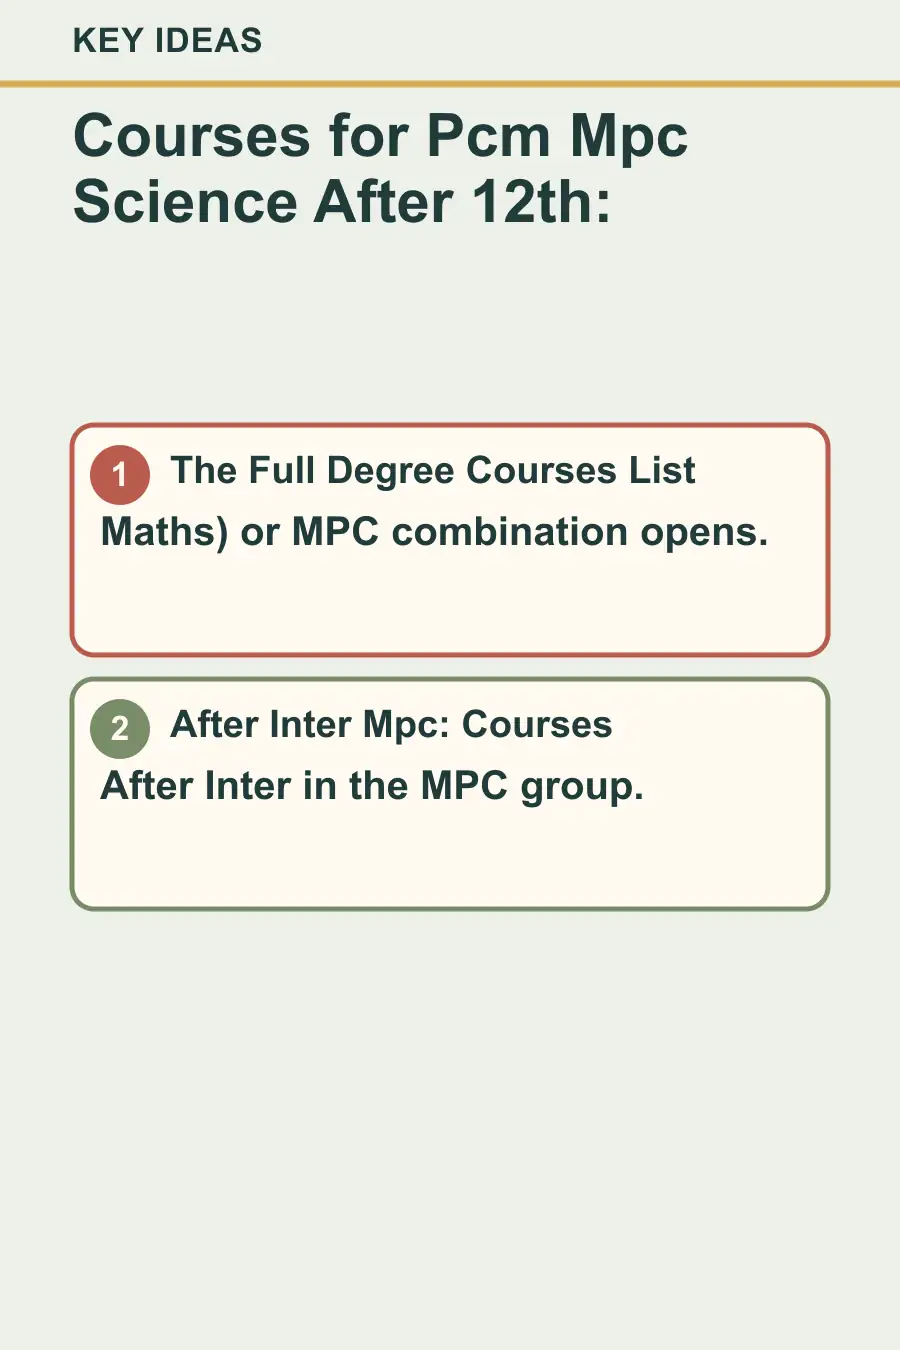 KEY IDEAS
Courses for Pcm Mpc
Science After 12th:
1 The Full Degree Courses List
Maths) or MPC combination opens.
2 After Inter Mpc: Courses
After Inter in the MPC group.